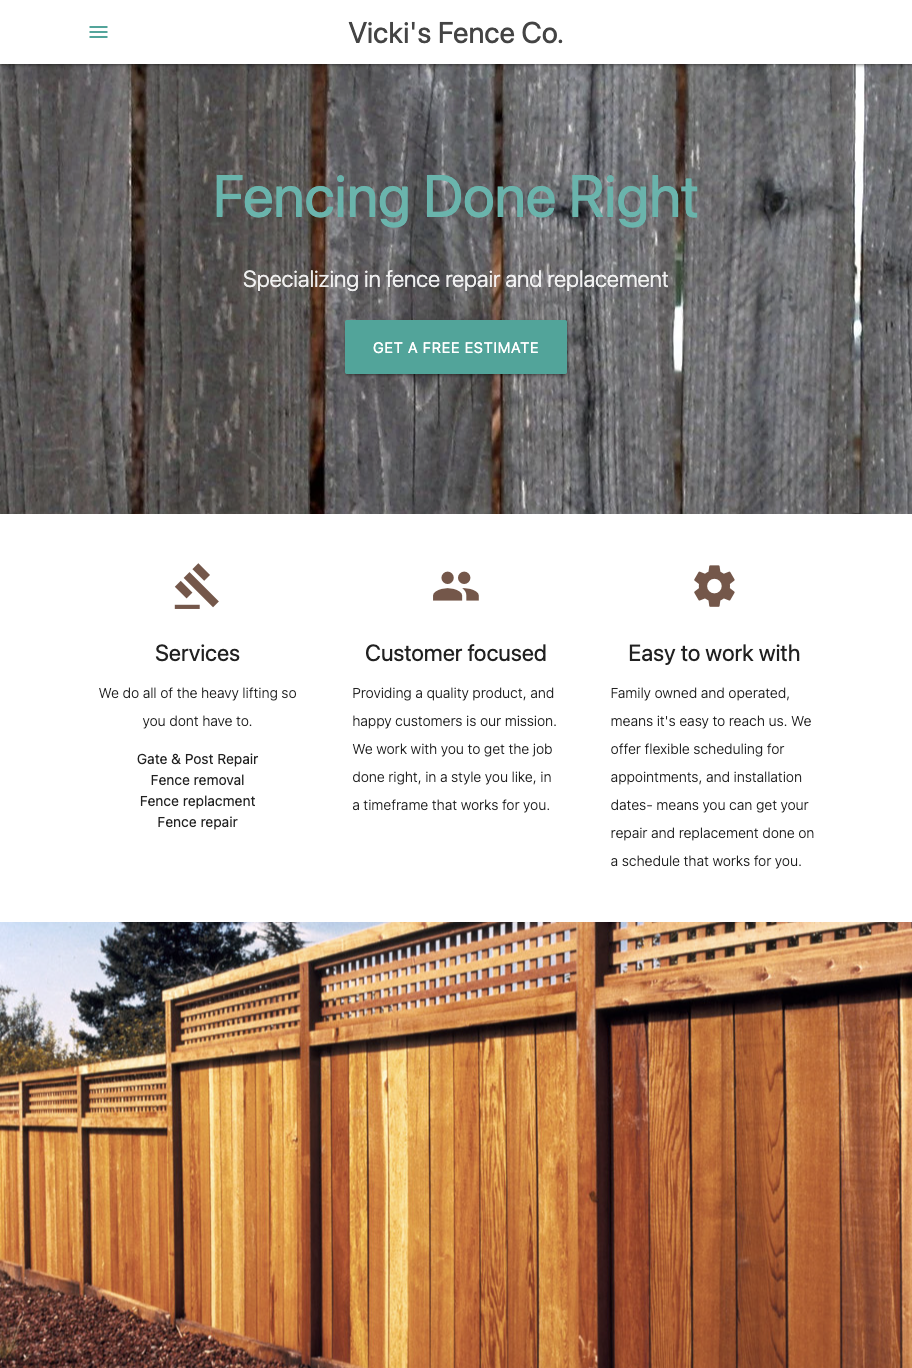 Vicki's Fence Co.
Fencing Done Right
Specializing in fence repair and replacement
GET A FREE ESTIMATE
Services
We do all of the heavy lifting so
you dont have to.
Gate & Post Repair
Fence removal
Fence replacment
Fence repair
Customer focused
Providing a quality product, and
happy customers is our mission.
We work with you to get the job
done right, in a style you like, in
a timeframe that works for you.
Easy to work with
Family owned and operated,
means it's easy to reach us. We
offer flexible scheduling for
appointments, and installation
dates- means you can get your
repair and replacement done on
a schedule that works for you.